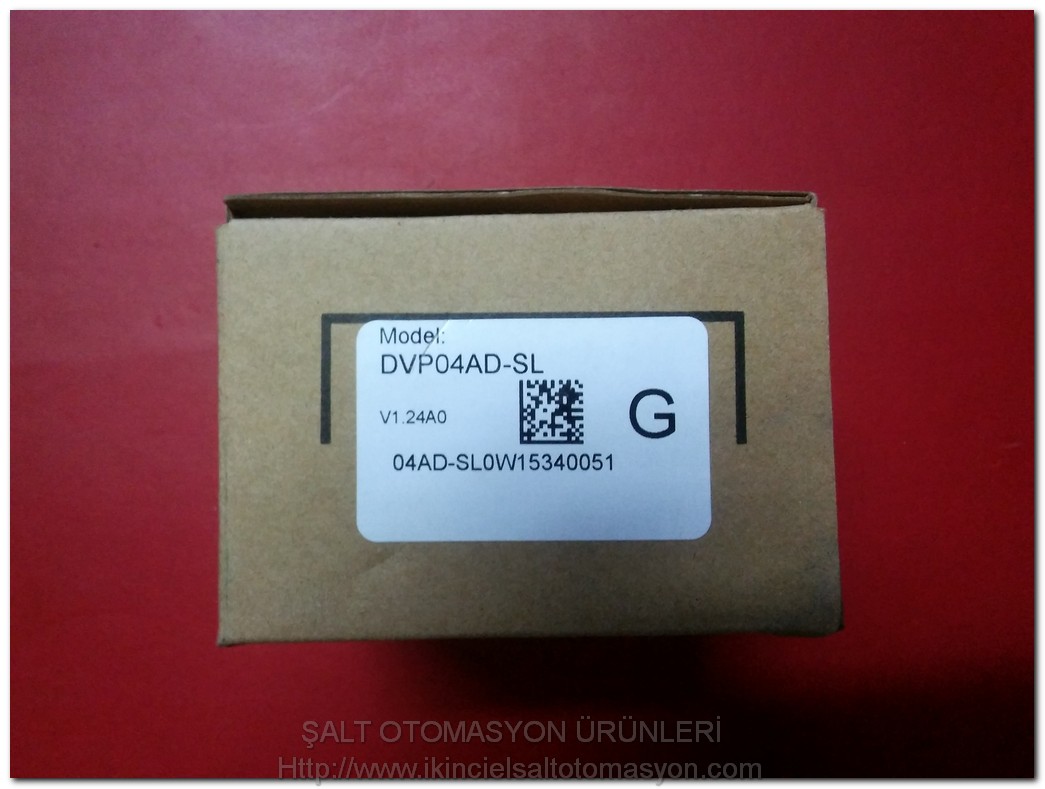 Model:
DVP04AD-SL
V1.24A0
G
04AD-SL0W15340051
ŞALT OTOMASYON ÜRÜNLERİ
Http://www.ikincielsaltotomasyon.com